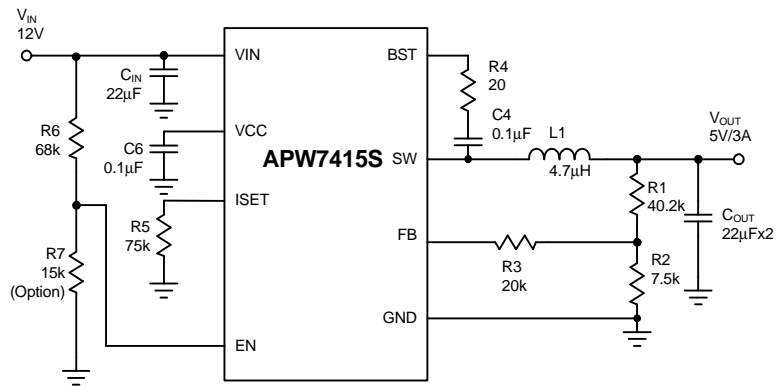 VIN
12V
VIN
BST
CIN
22µF
R4
20
R6
68k
VCC
C6
0.1µF
C4
0.1µF
L1
4.7µH
VOUT
5V/3A
APW7415S
SW
ISET
R5
75k
R1
40.2k
COUT
22µFx2
FB
R3
20k
R7
15k
(Option)
R2
7.5k
GND
EN